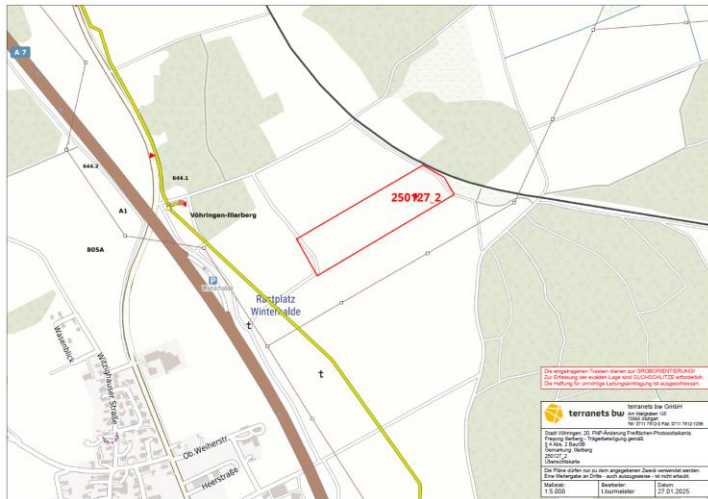 A 7
644.2
644.1
250127_2
Vöhringen-Illerberg
A1
805A
P
Winterhalde
Rastplatz
Winterhalde
t
t
Wasenblick
Witzighauser Straße
Ob. Weiherstr.
Heerstraße
Die eingetragenen Trassen dienen zur GROBORIENTIERUNG!
Zur Erfassung der exakten Lage sind SUCHSCHLITZE erforderlich.
Die Haftung für unrichtige Leitungseintragung ist ausgeschlossen.
terranets bw
terranets bw GmbH
Am Wallgraben 135
70565 Stuttgart
Stadt Vöhringen, 20. FNP-Änderung Freiflächen-Photovoltaikanla
Freyung Illerberg - Trägerbeteiligung gemäß
§ 4 Abs. 2 BauGB
Gemarkung: Illerberg
250127_2
Übersichtskarte
Die Pläne dürfen nur zu dem angegebenen Zweck verwendet werden.
Eine Weitergabe an Dritte - auch auszugsweise - ist nicht erlaubt.
Maßstab: Bearbeiter: Datum:
1:5.000 t.burmeister 27.01.2025